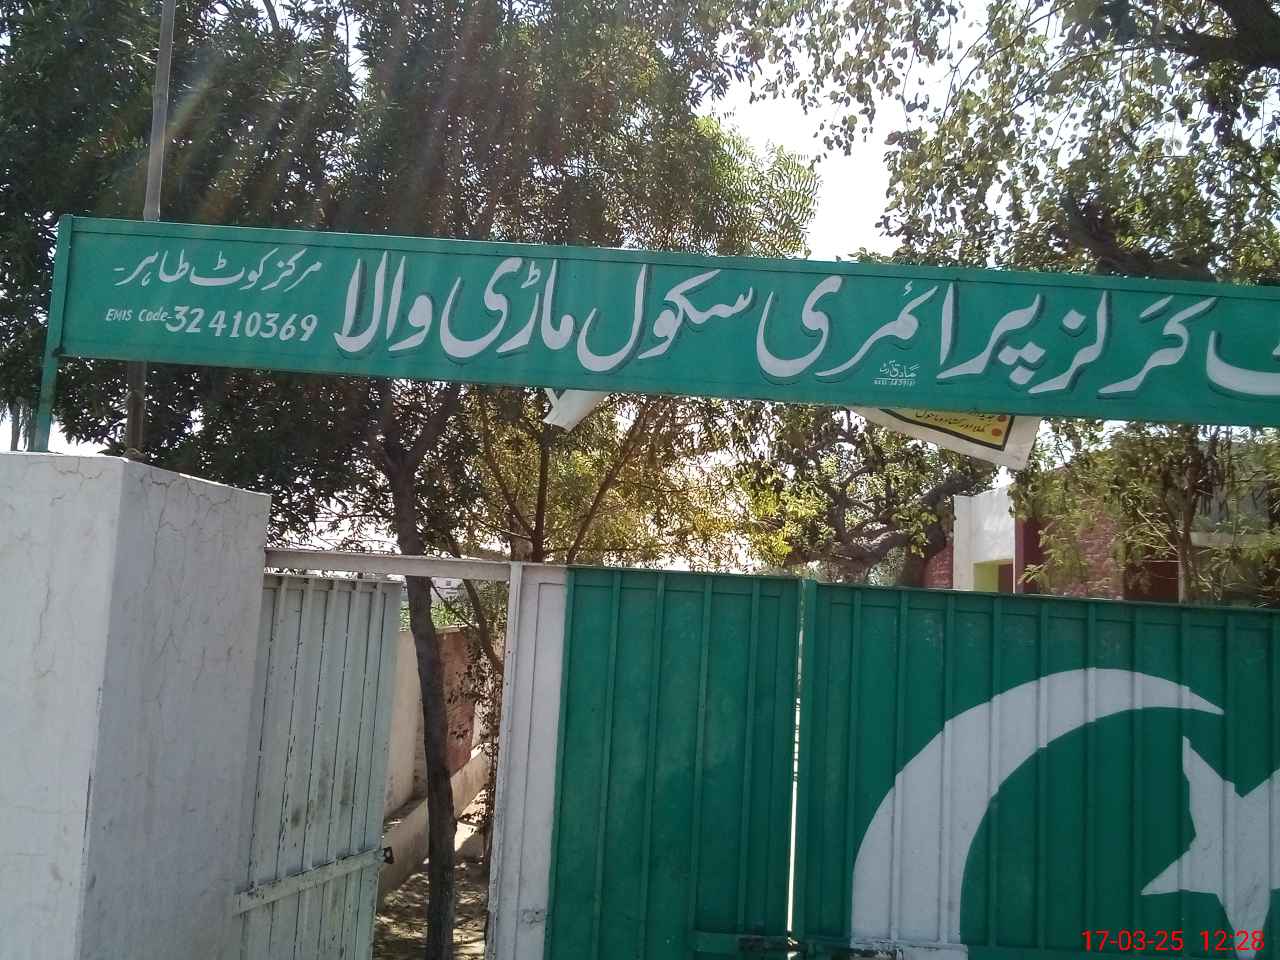 گرلز پرائمری سکول ماڑی والا
مرکز کوٹ طاہر
EMIS Code-32410369
17-03-25 12:28